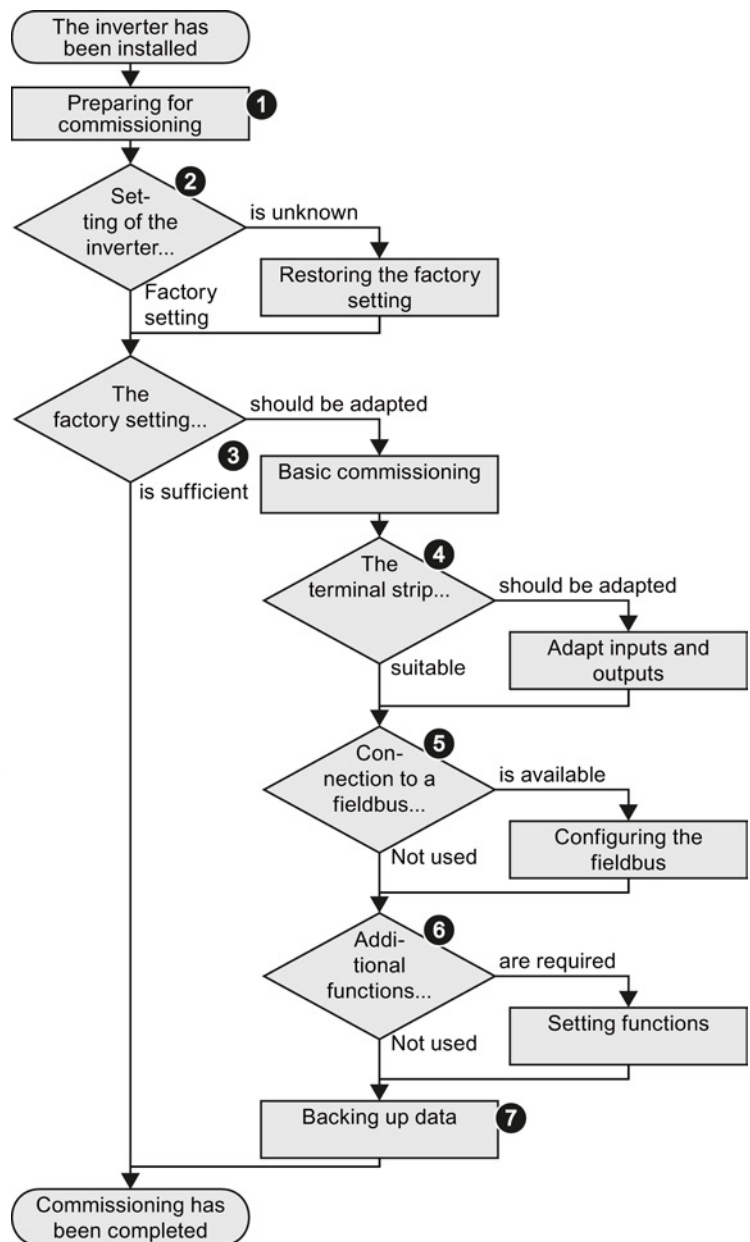 The inverter has
been installed
Preparing for
commissioning
1
2
Set-
ting of the
inverter...
is unknown
Restoring the factory
setting
Factory
setting
The
factory setting...
should be adapted
3
is sufficient
Basic commissioning
4
The
terminal strip...
should be adapted
Adapt inputs and
outputs
suitable
5
Con-
nection to a
fieldbus...
is available
Configuring the
fieldbus
Not used
6
Addi-
tional
functions...
are required
Setting functions
Not used
Backing up data
7
Commissioning has
been completed